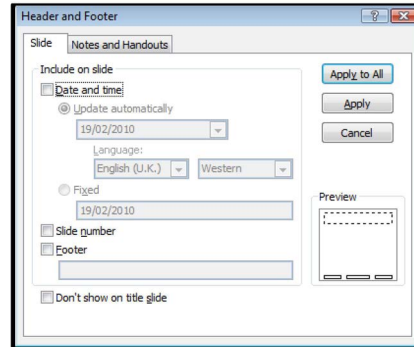 Header and Footer
Slide
Notes and Handouts
Include on slide
Date and time
Update automatically
19/02/2010
Language:
English (U.K.)
Western
Fixed
19/02/2010
Slide number
Footer
Don't show on title slide
Apply to All
Apply
Cancel
Preview